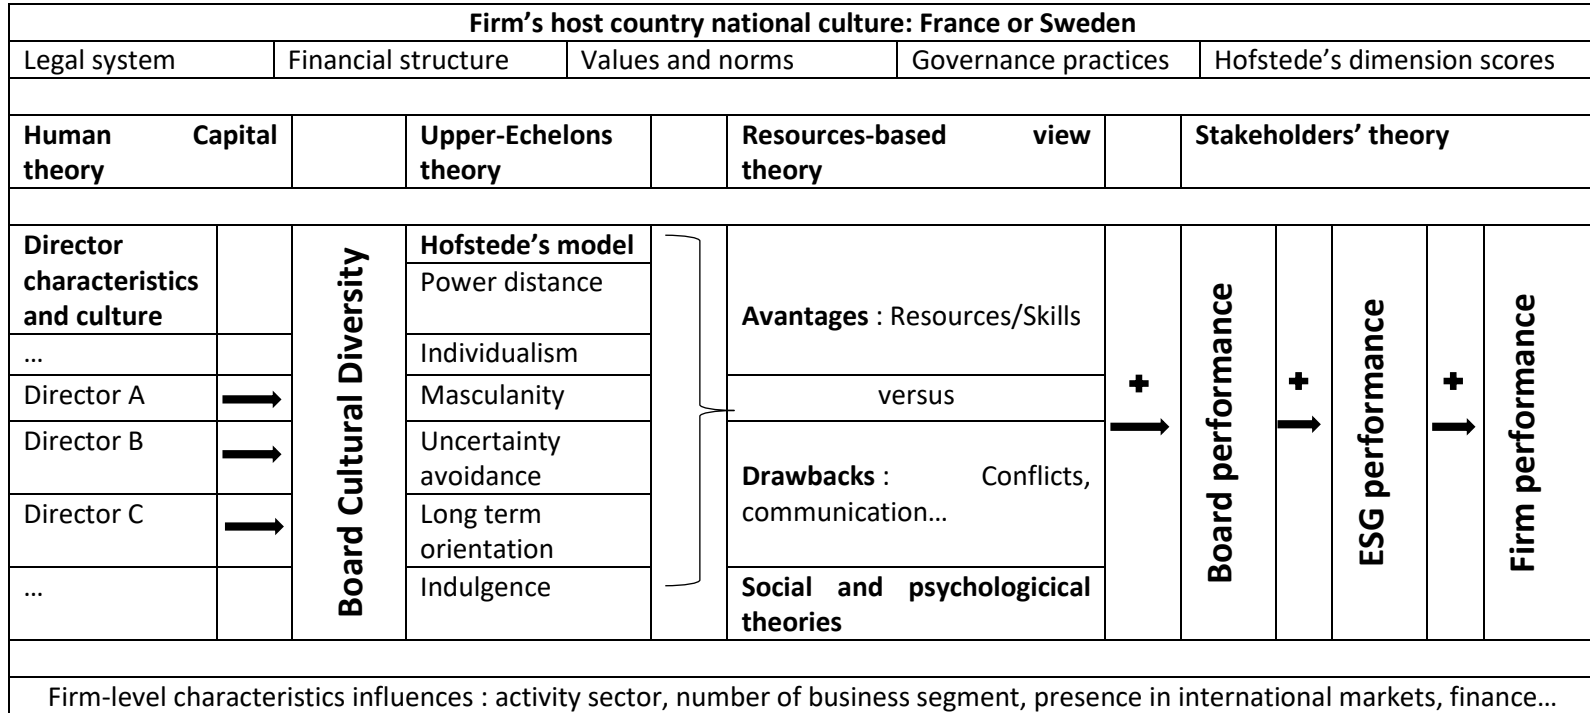 Firm’s host country national culture: France or Sweden
Legal system
Financial structure
Values and norms
Governance practices
Hofstede’s dimension scores
Human Capital
theory
Upper-Echelons
theory
Resources-based view
theory
Stakeholders’ theory
Director
characteristics
and culture
…
Director A
Director B
Director C
…
Board Cultural Diversity
Hofstede’s model
Power distance
Individualism
Masculanity
Uncertainty
avoidance
Long term
orientation
Indulgence
Avantages : Resources/Skills
versus
Drawbacks : Conflicts,
communication…
Social and psychologicical
theories
+
Board performance
+
ESG performance
+
Firm performance
Firm-level characteristics influences : activity sector, number of business segment, presence in international markets, finance…